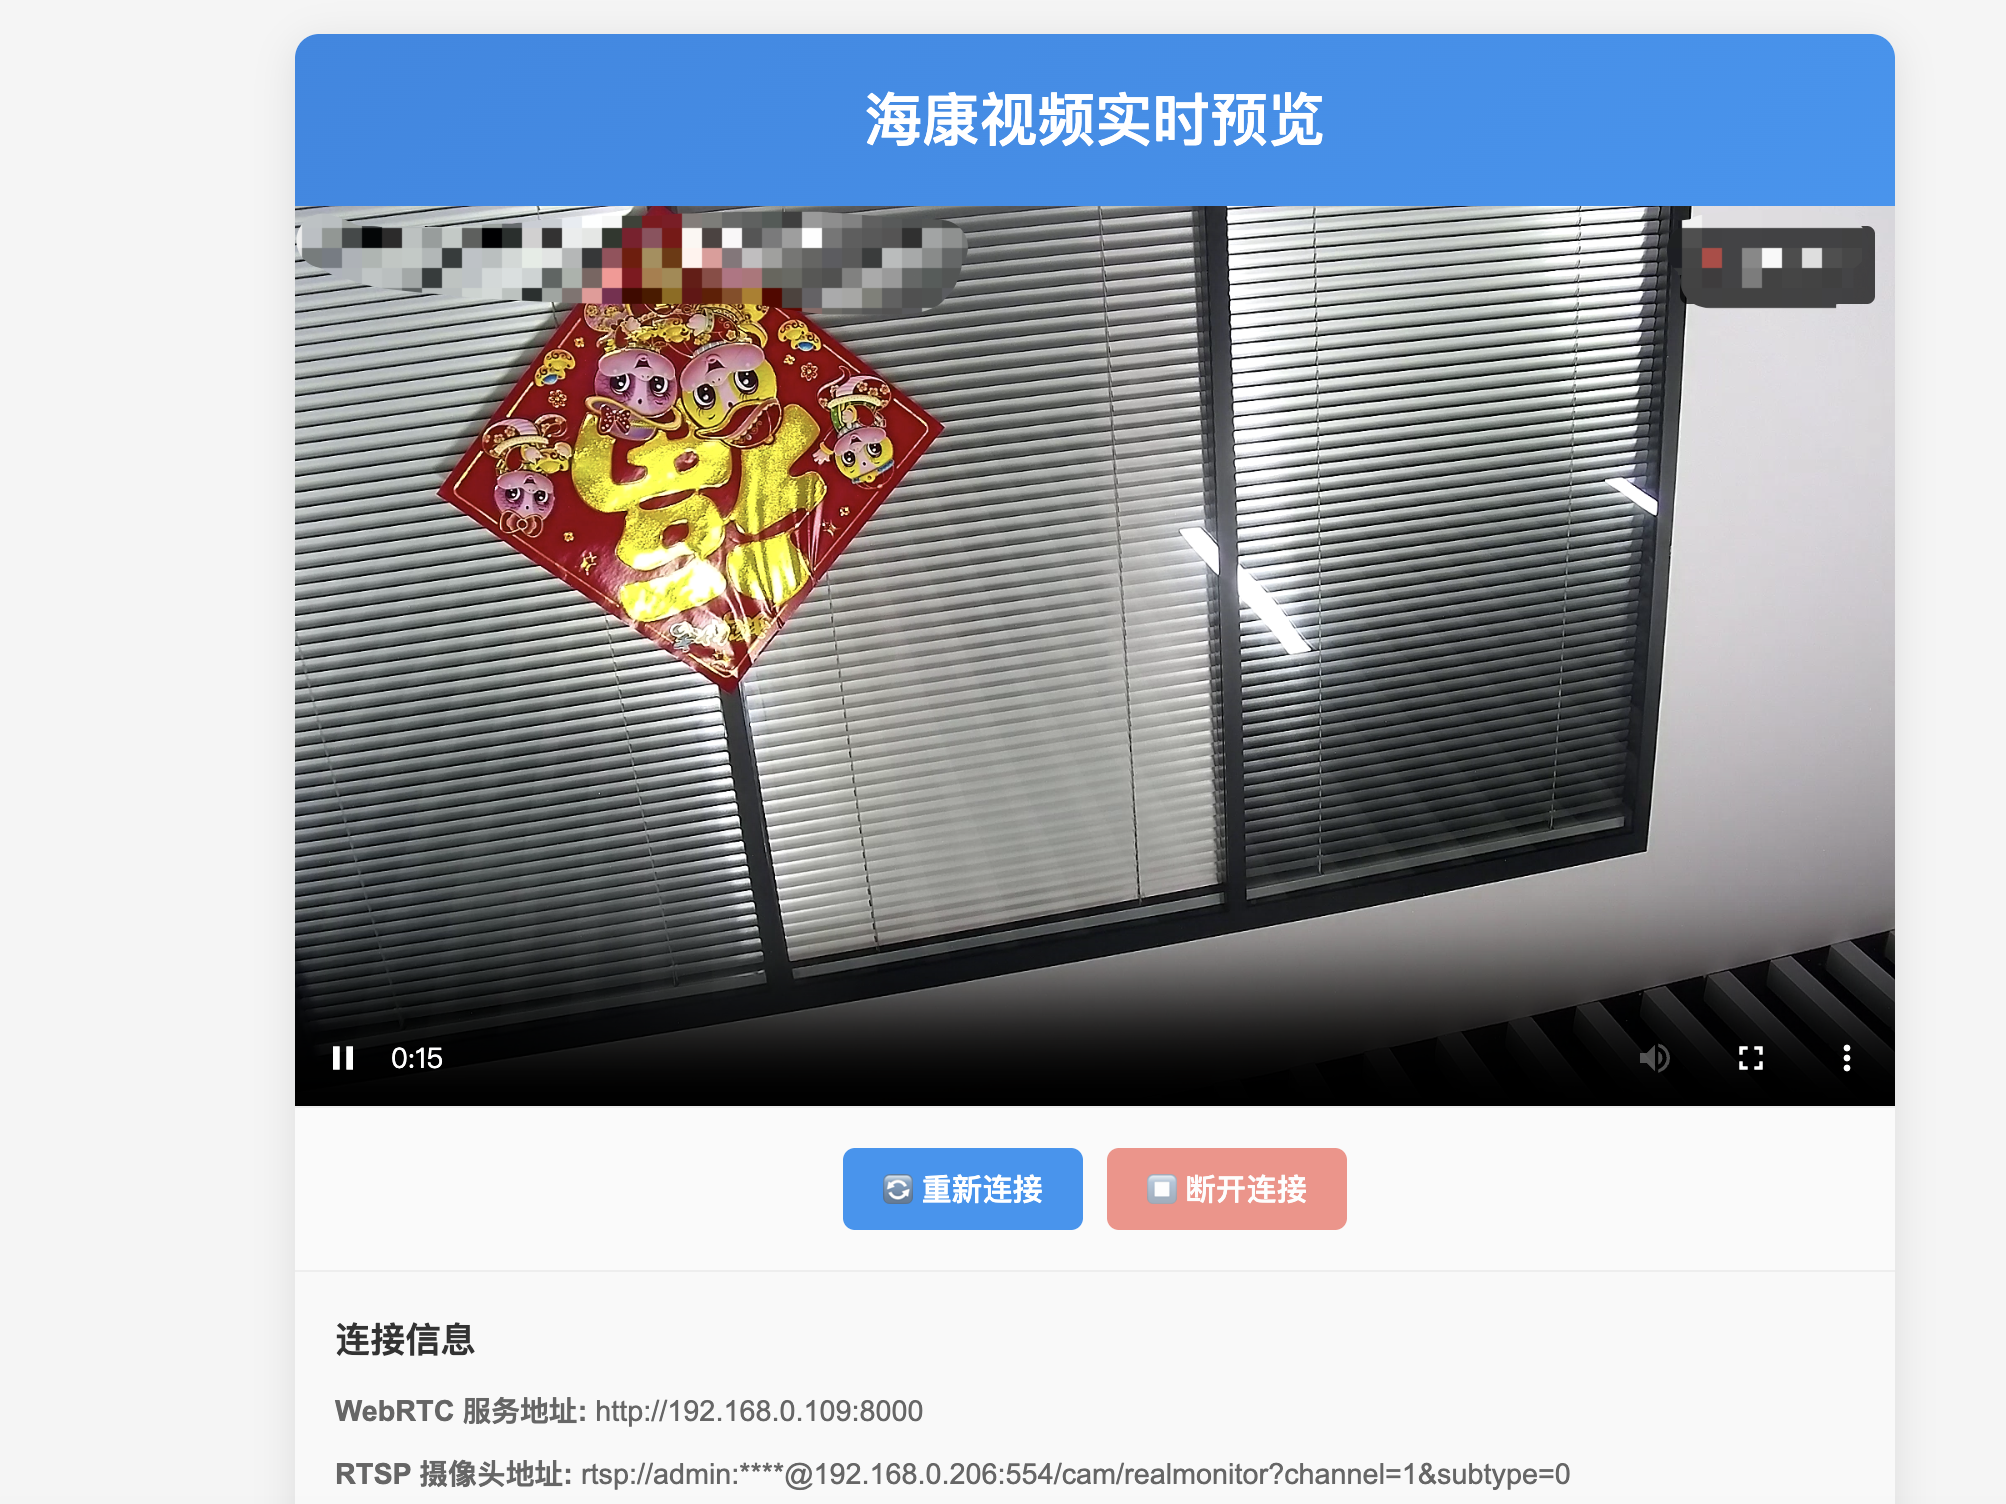 海康视频实时预览
福
0:15
重新连接
断开连接
连接信息
WebRTC 服务地址: http://192.168.0.109:8000
RTSP 摄像头地址: rtsp://admin:****@192.168.0.206:554/cam/realmonitor?channel=1&subtype=0